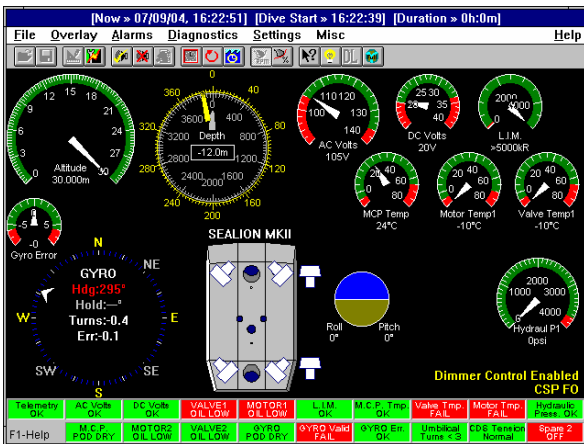 [Now » 07/09/04, 16:22:51] [Dive Start » 16:22:39] [Duration » 0h:0m]
File Overlay Alarms Diagnostics Settings Misc Help
DL
0 3 6 9 12 15 18 21 24 27 30
Altitude
30.000m
0 40 80 120 160 200 240 280 320 360
0 400 800 1200 1600 2000 2400 2800 3200 3600
Depth
-12.0m
100 110 120 130 140
AC Volts
105V
20 25 30 35 40
DC Volts
20V
L.I.M.
>5000kR
0 20 40 60 80
MCP Temp
24°C
0 20 40 60 80
Motor Temp1
-10°C
0 20 40 60 80
Valve Temp1
-10°C
-5 0 5
-0
Gyro Error
SEALION MKII
N
NE
E
SE
S
SW
W
GYRO
Hdg:295°
Hold:---°
Turns:-0.4
Err:-0.1
Roll
0°
Pitch
0°
0 1000 2000 3000 4000
Hydraul P1
0psi
Dimmer Control Enabled
CSP FO
Telemetry OK
AC Volts OK
DC Volts OK
VALVE1 OIL LOW
MOTOR1 OIL LOW
L.I.M. OK
M.C.P. Tmp. OK
Valve Tmp. FAIL
Motor Tmp. FAIL
Hydraulic Press. OK
F1-Help
M.C.P. POD DRY
MOTOR2 OIL LOW
VALVE2 OIL LOW
GYRO POD DRY
GYRO Valid FAIL
GYRO Err. OK
Umbilical Turns < 3
CDS Tension Normal
Spare 2 OFF